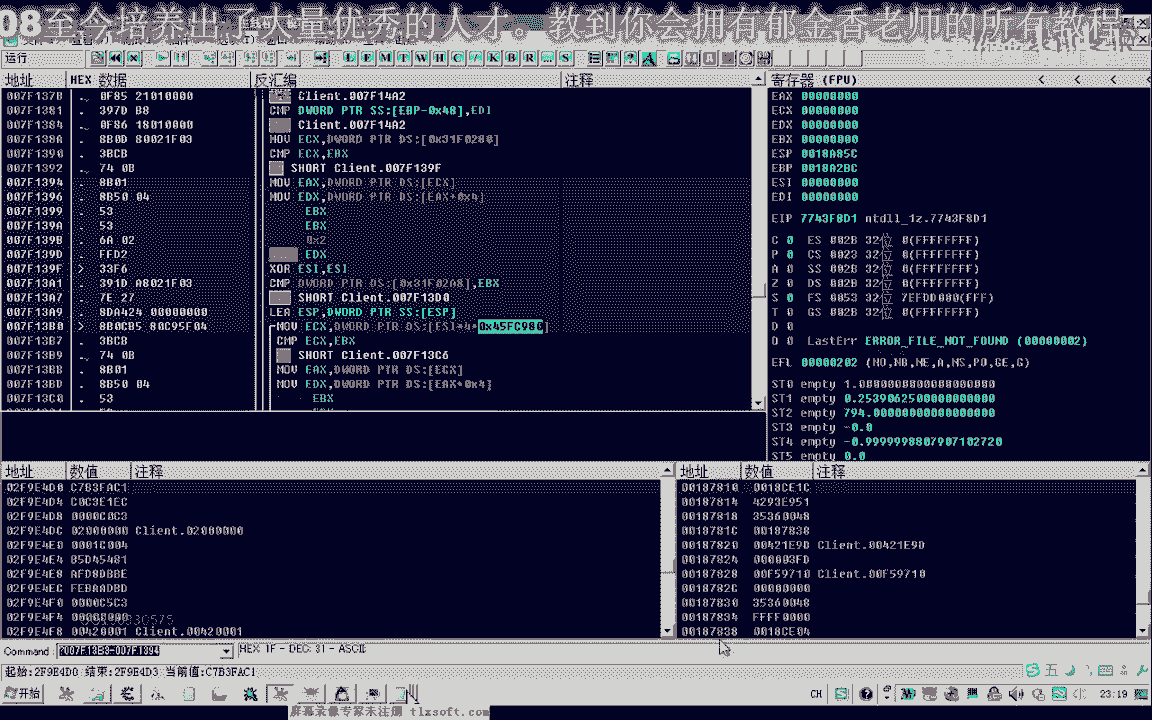 08至今培养出了大量优秀的人才。教到你会拥有郁金香老师的所有教程
运行
L E M T W H C / K B R ... S
地址 HEX 数据 反汇编 注释
007F137B . 0F85 21010000 Client.007F14A2
007F1381 . 397D B8 CMP DWORD PTR SS:[EBP-0x48],EDI
007F1384 . 0F86 18010000 Client.007F14A2
007F138A . 8B0D 80021F03 MOV ECX,DWORD PTR DS:[0x31F0280]
007F1390 . 3BCB CMP ECX,EBX
007F1392 . 74 0B SHORT Client.007F139F
007F1394 . 8B01 MOV EAX,DWORD PTR DS:[ECX]
007F1396 . 8B50 04 MOV EDX,DWORD PTR DS:[EAX+0x4]
007F1399 . 53 EBX
007F139A . 53 EBX
007F139B . 6A 02 0x2
007F139D . FFD2 EDX
007F139F > 33F6 XOR ESI,ESI
007F13A1 . 391D A8021F03 CMP DWORD PTR DS:[0x31F02A8],EBX
007F13A7 . 7E 27 SHORT Client.007F13D0
007F13A9 . 8DA424 00000000 LEA ESP,DWORD PTR SS:[ESP]
007F13B0 > 8B0CB5 80C95F04 MOV ECX,DWORD PTR DS:[ESI*4+0x45FC980]
007F13B7 . 3BCB CMP ECX,EBX
007F13B9 . 74 0B SHORT Client.007F13C6
007F13BB . 8B01 MOV EAX,DWORD PTR DS:[ECX]
007F13BD . 8B50 04 MOV EDX,DWORD PTR DS:[EAX+0x4]
007F13C0 . 53 EBX
寄存器 (FPU) < < < <
EAX 00000000
ECX 00000000
EDX 00000000
EBX 00000000
ESP 0018A85C
EBP 0018A2BC
ESI 00000000
EDI 00000000
EIP 7743F8D1 ntdll_1z.7743F8D1
C 0 ES 002B 32位 0(FFFFFFFF)
P 0 CS 0023 32位 0(FFFFFFFF)
A 0 SS 002B 32位 0(FFFFFFFF)
Z 0 DS 002B 32位 0(FFFFFFFF)
S 0 FS 0053 32位 7EFDD000(FFF)
T 0 GS 002B 32位 0(FFFFFFFF)
D 0
O 0 LastErr ERROR_FILE_NOT_FOUND (00000002)
EFL 00000202 (NO,NB,NE,A,NS,PO,GE,G)
ST0 empty 1.0000000000000000000
ST1 empty 0.2539062500000000000
ST2 empty 794.00000000000000000
ST3 empty -0.0
ST4 empty -0.9999998807907102720
ST5 empty 0.0
地址 数值 注释
02F9E4D0 C7B3FAC1
02F9E4D4 C0C3E1EC
02F9E4D8 0000C0C3
02F9E4DC 02000000 Client.02000000
02F9E4E0 0001C004
02F9E4E4 B5D45481
02F9E4E8 AFD8DBBE
02F9E4EC FEBAADBD
02F9E4F0 0000C5C3
02F9E4F4 00000000
02F9E4F8 00420001 Client.00420001
地址 数值 注释
00187810 0018CE1C
00187814 4293E951
00187818 35360048
0018781C 00187838
00187820 00421E9D Client.00421E9D
00187824 000003FD
00187828 00F59710 Client.00F59710
0018782C 00000000
00187830 35360048
00187834 FFFF0000
00187838 0018CE04
Command : 2007F13B3-007F1394 HEX 1F - DEC: 31 - ASCII
起始:2F9E4D0 结束:2F9E4D3 当前值:C7B3FAC1
五
开始 CH 23:19
屏幕录像专家未注册 tlxsoft.com